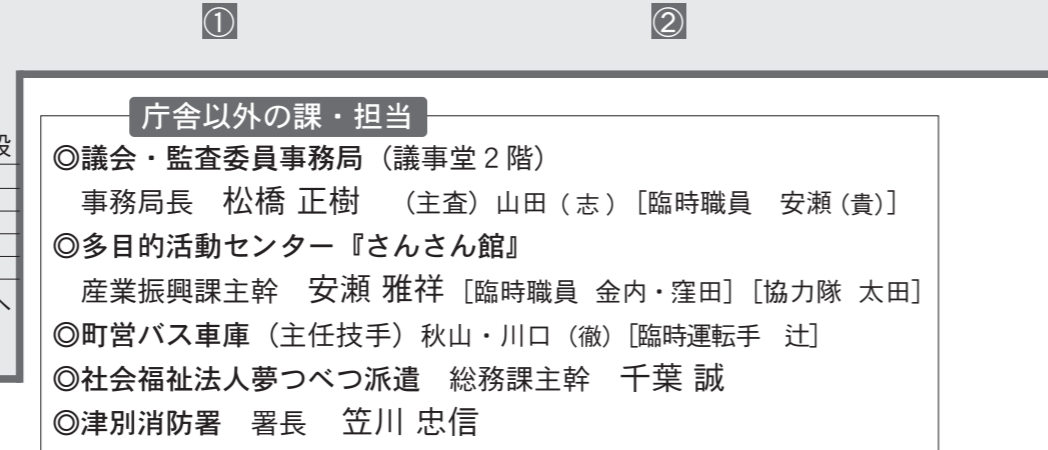 ① ②
庁舎以外の課・担当
◎議会・監査委員事務局（議事堂２階）
事務局長　松橋 正樹　（主査）山田（志）［臨時職員　安瀬（貴）］
◎多目的活動センター『さんさん館』
産業振興課主幹　安瀬 雅祥［臨時職員 金内・窪田］［協力隊 太田］
◎町営バス車庫（主任技手）秋山・川口（徹）［臨時運転手　辻］
◎社会福祉法人夢つべつ派遣　総務課主幹　千葉 誠
◎津別消防署　署長　笠川 忠信